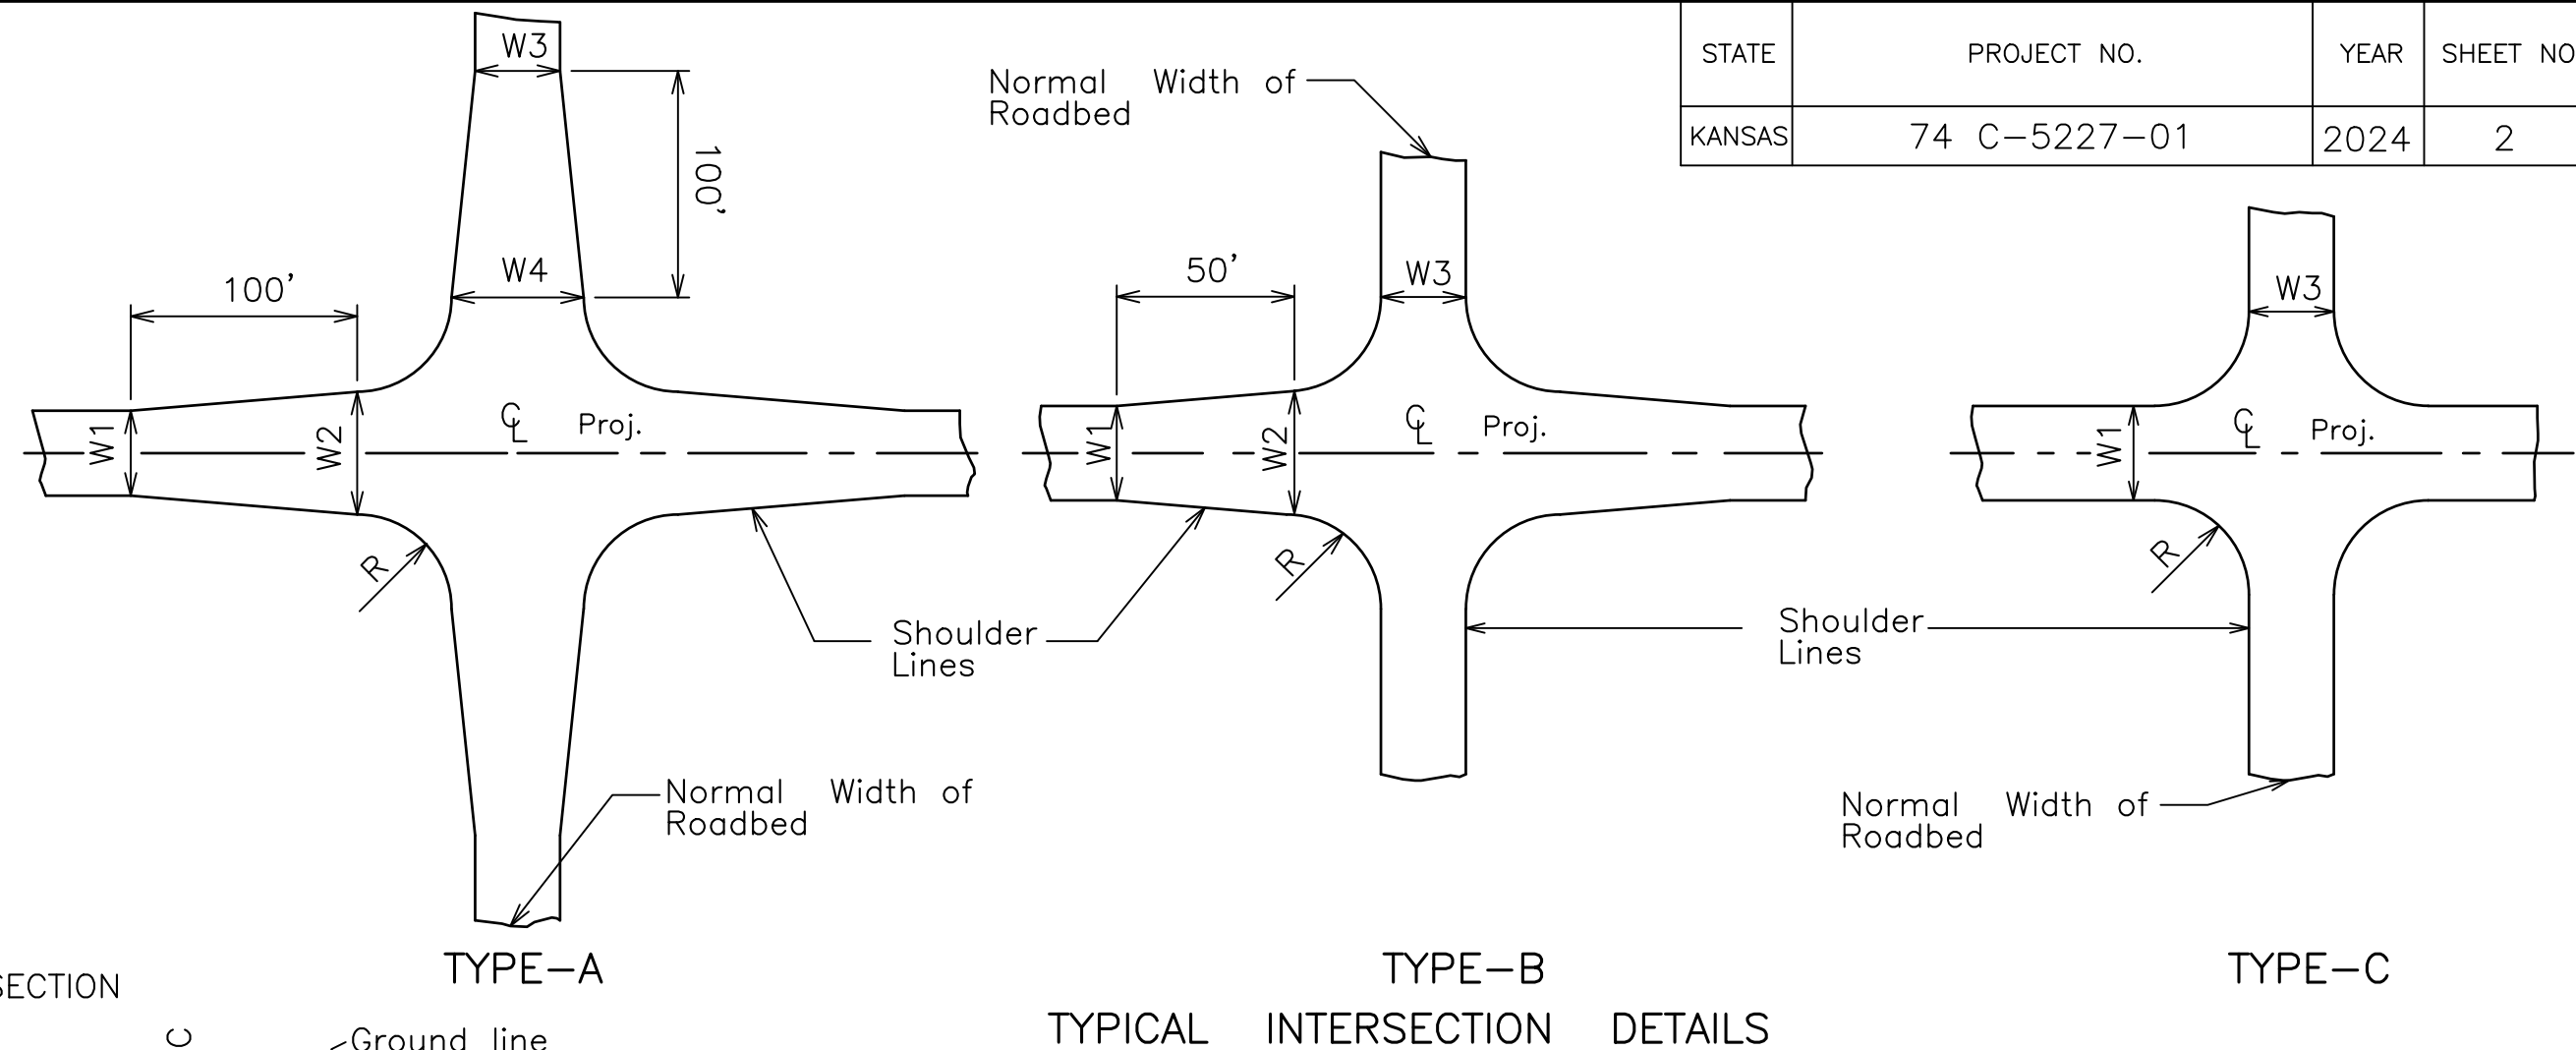 STATE PROJECT NO. YEAR SHEET NO
KANSAS 74 C-5227-01 2024 2
W3
100'
W4
100'
W1
W2
℄ Proj.
R
Shoulder
Lines
Normal Width of
Roadbed
TYPE-A
Normal Width of
Roadbed
50'
W3
W1
W2
℄ Proj.
R
Shoulder
Lines
TYPE-B
W3
W1
℄ Proj.
R
Normal Width of
Roadbed
TYPE-C
TYPICAL INTERSECTION DETAILS
SECTION
C
Ground line